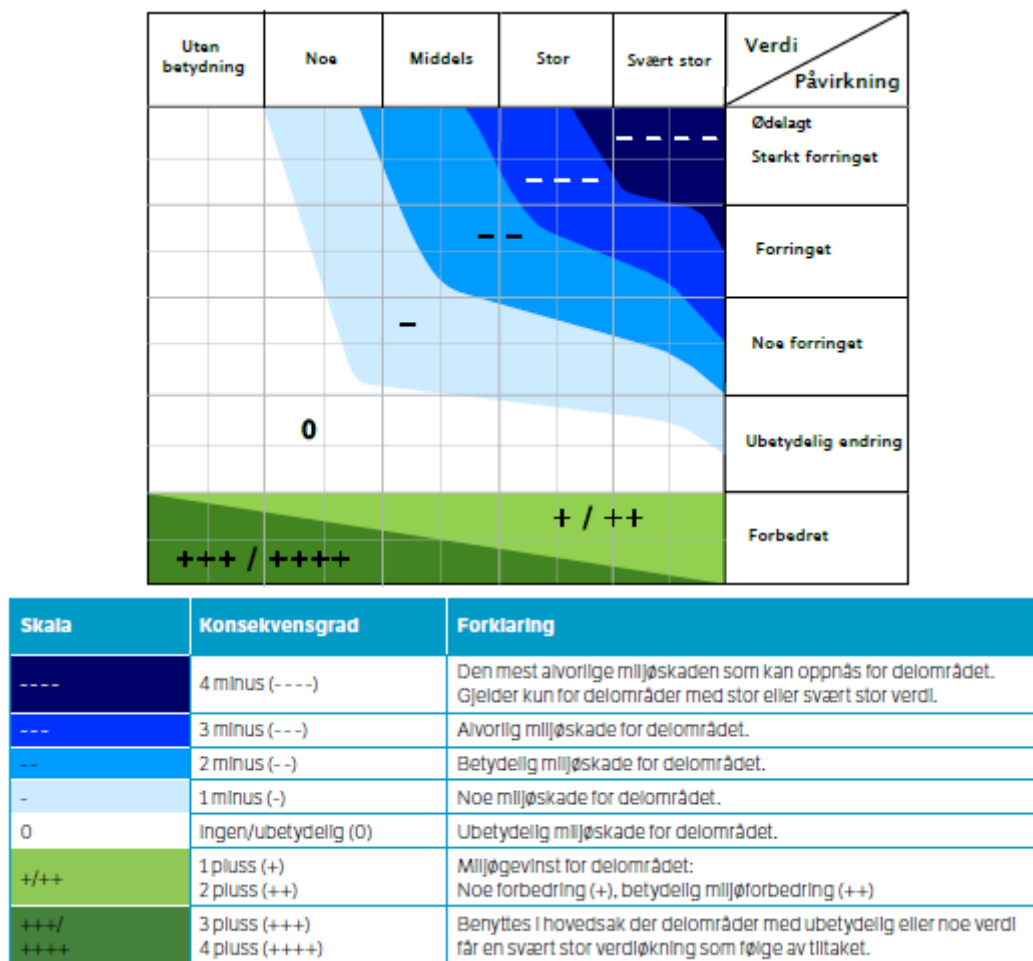 Uten betydning
Noe
Middels
Stor
Svært stor
Verdi
Påvirkning
Ødelagt
- - - -
Sterkt forringet
- - -
- -
Forringet
-
Noe forringet
0
Ubetydelig endring
+ / ++
Forbedret
+++ / ++++
Skala
Konsekvensgrad
Forklaring
----
4 minus (----)
Den mest alvorlige miljøskaden som kan oppnås for delområdet.
Gjelder kun for delområder med stor eller svært stor verdi.
---
3 minus (---)
Alvorlig miljøskade for delområdet.
--
2 minus (--)
Betydelig miljøskade for delområdet.
-
1 minus (-)
Noe miljøskade for delområdet.
0
Ingen/ubetydelig (0)
Ubetydelig miljøskade for delområdet.
+/++
1 pluss (+)
2 pluss (++)
Miljøgevinst for delområdet:
Noe forbedring (+), betydelig miljøforbedring (++)
+++/
++++
3 pluss (+++)
4 pluss (++++)
Benyttes i hovedsak der delområder med ubetydelig eller noe verdi
får en svært stor verdiøkning som følge av tiltaket.